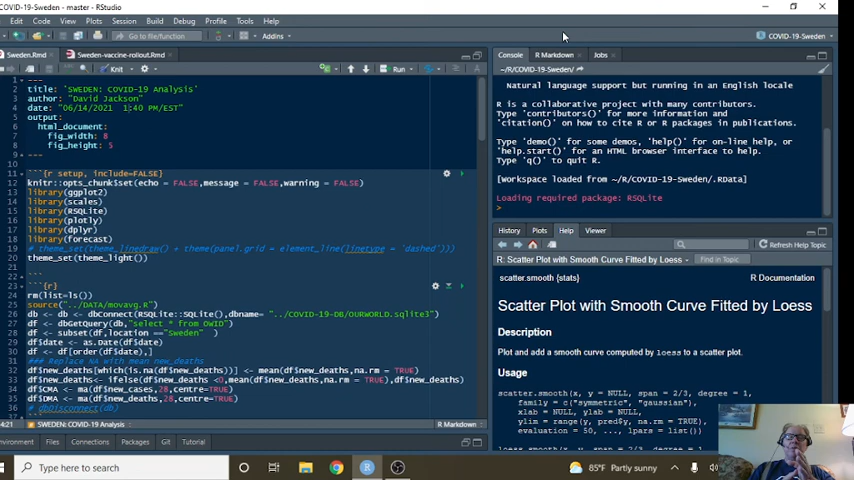 COVID-19-Sweden - master - RStudio
Edit Code View Plots Session Build Debug Profile Tools Help
Go to file/function
Addins
COVID-19-Sweden
Sweden.Rmd
Sweden-vaccine-rollout.Rmd
Knit
Run
1 ---
2 title: 'SWEDEN: COVID-19 Analysis'
3 author: "David Jackson"
4 date: "06/14/2021 1:40 PM/EST"
5 output:
6 html_document:
7 fig_width: 8
8 fig_height: 5
9 ---
10
11 ```{r setup, include=FALSE}
12 knitr::opts_chunk$set(echo = FALSE,message = FALSE,warning = FALSE)
13 library(ggplot2)
14 library(scales)
15 library(RSQLite)
16 library(plotly)
17 library(dplyr)
18 library(forecast)
19 # theme_set(theme_linedraw() + theme(panel.grid = element_line(linetype = 'dashed')))
20 theme_set(theme_light())
21
22 ```
23 ```{r}
24 rm(list=ls())
25 source("../DATA/movavg.R")
26 db <- db <- dbConnect(RSQLite::SQLite(),dbname= "../COVID-19-DB/OURWORLD.sqlite3")
27 df <- dbGetQuery(db,"select * from OWID")
28 df <- subset(df,location =="Sweden" )
29 df$date <- as.Date(df$date)
30 df <- df[order(df$date),]
31 ### Replace NA with mean new_deaths
32 df$new_deaths[which(is.na(df$new_deaths))] <- mean(df$new_deaths,na.rm = TRUE)
33 df$new_deaths<- ifelse(df$new_deaths <0,mean(df$new_deaths,na.rm = TRUE),df$new_deaths)
34 df$CMA <- ma(df$new_cases,28,centre=TRUE)
35 df$DMA <- ma(df$new_deaths,28,centre=TRUE)
36 # dbDisconnect(db)
4:21
SWEDEN: COVID-19 Analysis
R Markdown
Console
R Markdown
Jobs
~/R/COVID-19-Sweden/
Natural language support but running in an English locale
R is a collaborative project with many contributors.
Type 'contributors()' for more information and
'citation()' on how to cite R or R packages in publications.
Type 'demo()' for some demos, 'help()' for on-line help, or
'help.start()' for an HTML browser interface to help.
Type 'q()' to quit R.
[Workspace loaded from ~/R/COVID-19-Sweden/.RData]
Loading required package: RSQLite
>
History Plots Help Viewer
Refresh Help Topic
R: Scatter Plot with Smooth Curve Fitted by Loess
Find in Topic
scatter.smooth {stats}
R Documentation
Scatter Plot with Smooth Curve Fitted by Loess
Description
Plot and add a smooth curve computed by loess to a scatter plot.
Usage
scatter.smooth(x, y = NULL, span = 2/3, degree = 1,
family = c("symmetric", "gaussian"),
xlab = NULL, ylab = NULL,
ylim = range(y, pred$y, na.rm = TRUE),
evaluation = 50, ..., lpars = list())
Environment Files Connections Packages Git Tutorial
Type here to search
85°F Partly sunny